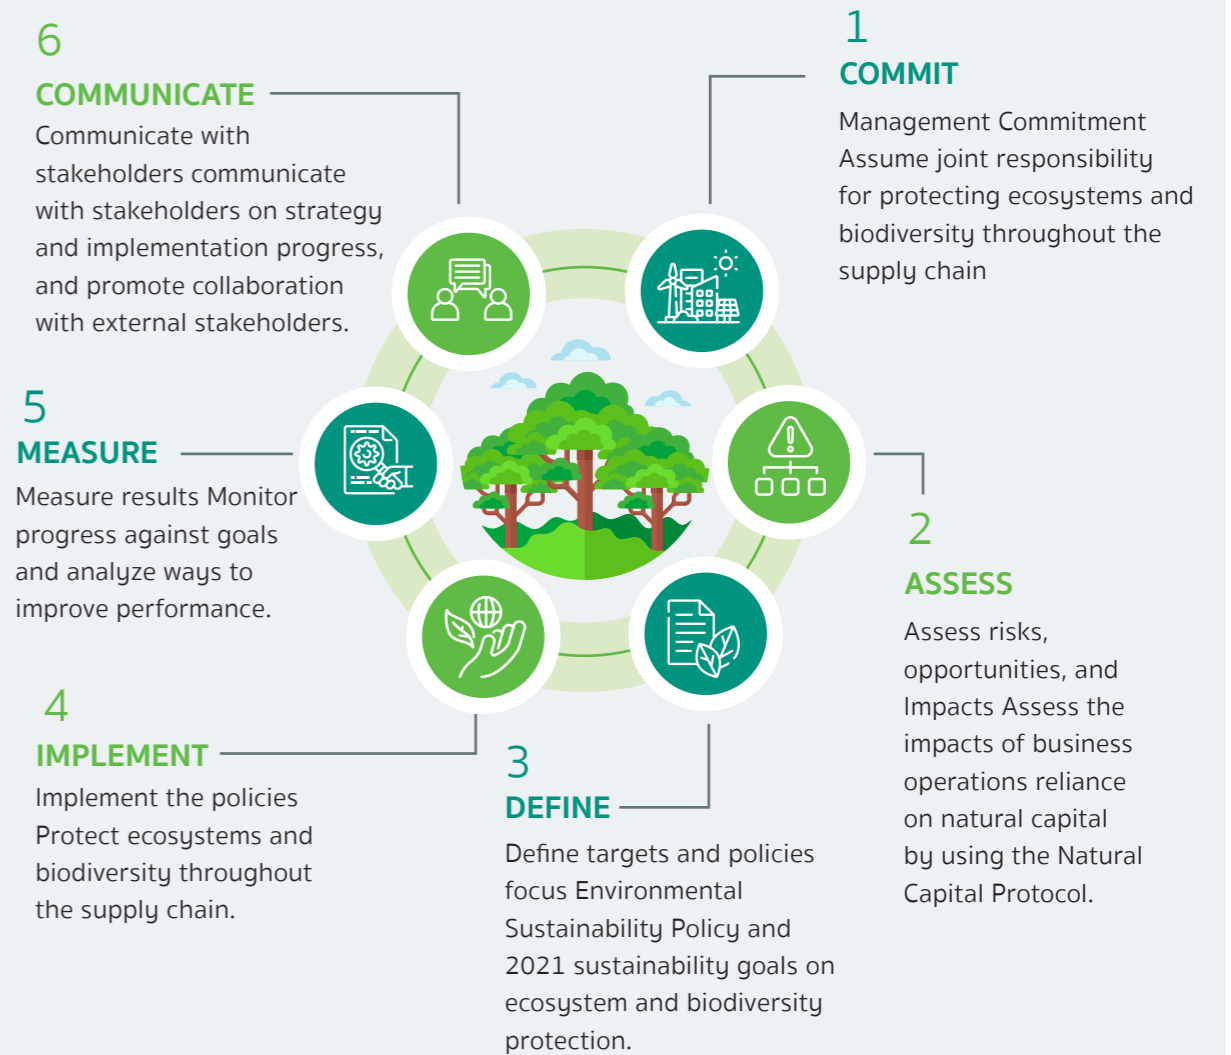 1
COMMIT
Management Commitment
Assume joint responsibility
for protecting ecosystems and
biodiversity throughout the
supply chain
2
ASSESS
Assess risks,
opportunities, and
Impacts Assess the
impacts of business
operations reliance
on natural capital
by using the Natural
Capital Protocol.
3
DEFINE
Define targets and policies
focus Environmental
Sustainability Policy and
2021 sustainability goals on
ecosystem and biodiversity
protection.
4
IMPLEMENT
Implement the policies
Protect ecosystems and
biodiversity throughout
the supply chain.
5
MEASURE
Measure results Monitor
progress against goals
and analyze ways to
improve performance.
6
COMMUNICATE
Communicate with
stakeholders communicate
with stakeholders on strategy
and implementation progress,
and promote collaboration
with external stakeholders.